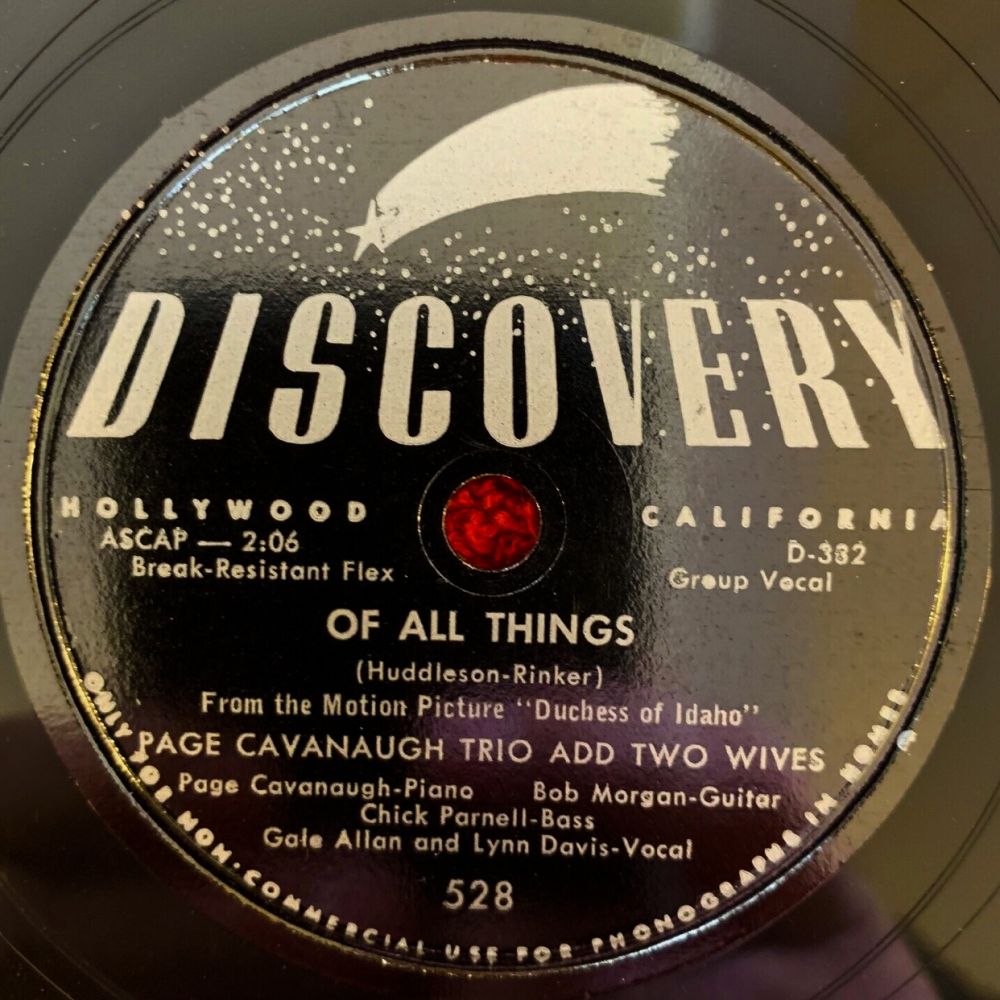 DISCOVERY
HOLLYWOOD CALIFORNIA
ASCAP — 2:06 D-332
Break-Resistant Flex Group Vocal
OF ALL THINGS
(Huddleson-Rinker)
From the Motion Picture "Duchess of Idaho"
PAGE CAVANAUGH TRIO ADD TWO WIVES
Page Cavanaugh-Piano Bob Morgan-Guitar
Chick Parnell-Bass
Gale Allan and Lynn Davis-Vocal
528
ONLY FOR NON-COMMERCIAL USE FOR PHONOGRAPHS IN HOMES